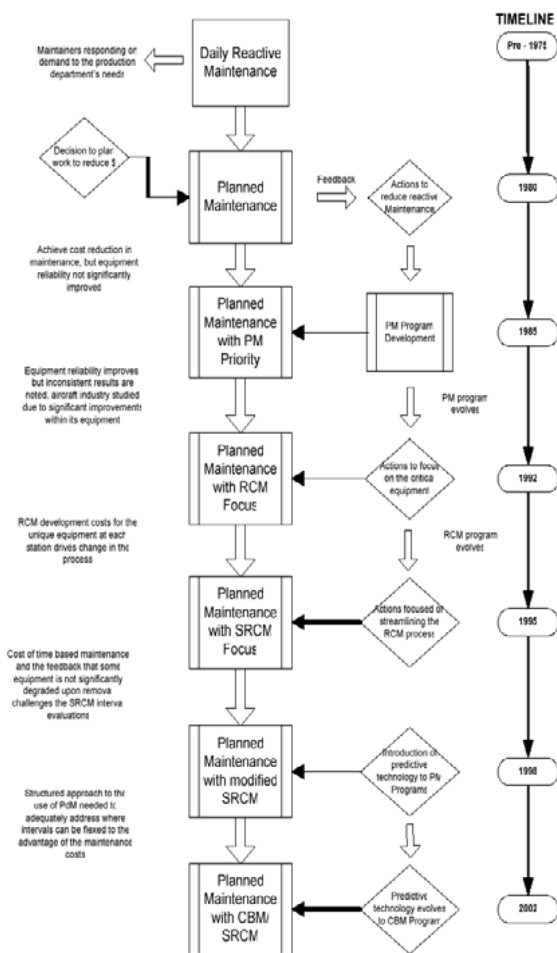 TIMELINE
Pre - 1975
Maintainers responding on
demand to the production
department's needs
Daily Reactive
Maintenance
Decision to plan
work to reduce $
Planned
Maintenance
Feedback
Actions to
reduce reactive
Maintenance
1980
Achieve cost reduction in
maintenance, but equipment
reliability not significantly
improved
Planned
Maintenance
with PM
Priority
PM Program
Development
1985
Equipment reliability improves
but inconsistent results are
noted, aircraft industry studied
due to significant improvements
within its equipment
PM program
evolves
Planned
Maintenance
with RCM
Focus
Actions to focus
on the critical
equipment
1992
RCM development costs for the
unique equipment at each
station drives change in the
process
RCM program
evolves
Planned
Maintenance
with SRCM
Focus
Actions focused on
streamlining the
RCM process
1995
Cost of time based maintenance
and the feedback that some
equipment is not significantly
degraded upon remova
challenges the SRCM interva
evaluations
Planned
Maintenance
with modified
SRCM
Introduction of
predictive
technology to PM
Programs
1998
Structured approach to the
use of PdM needed to
adequately address where
intervals can be flexed to the
advantage of the maintenance
costs
Planned
Maintenance
with CBM/
SRCM
Predictive
technology evolves
to CBM Program
2002